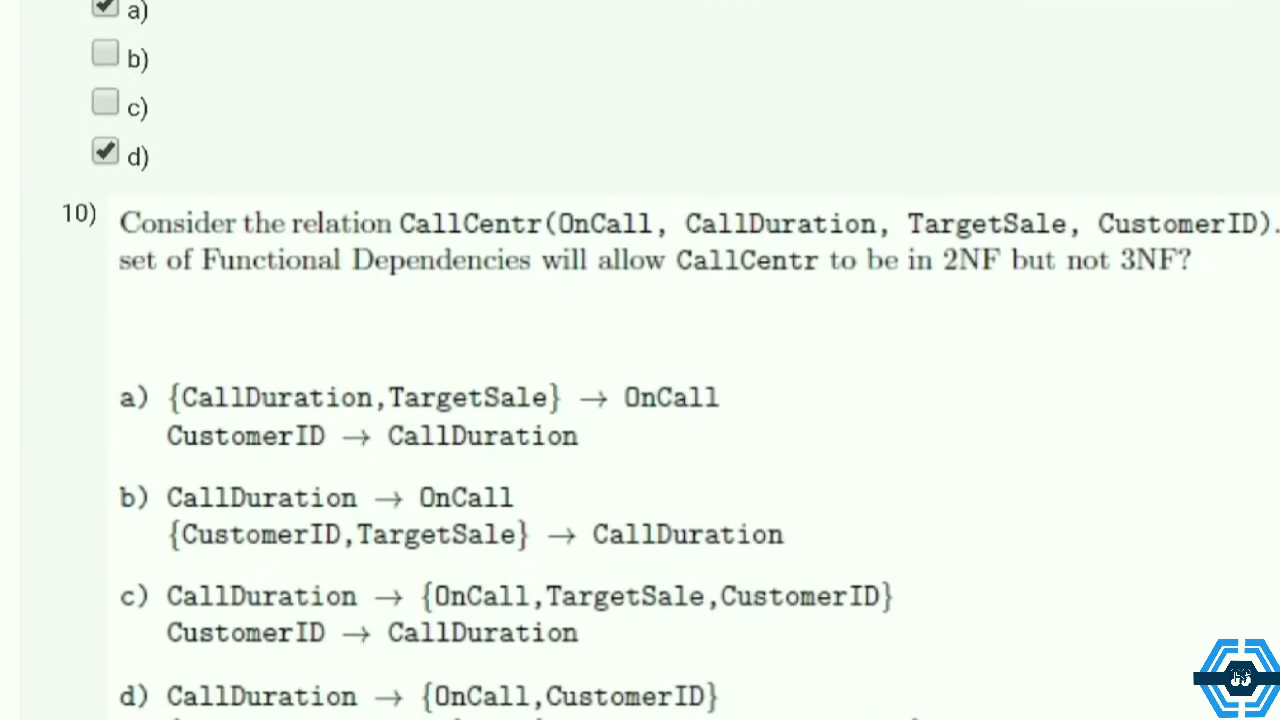 a)
b)
c)
d)
10) Consider the relation CallCentr(OnCall, CallDuration, TargetSale, CustomerID).
set of Functional Dependencies will allow CallCentr to be in 2NF but not 3NF?
a) {CallDuration,TargetSale} → OnCall
CustomerID → CallDuration
b) CallDuration → OnCall
{CustomerID,TargetSale} → CallDuration
c) CallDuration → {OnCall,TargetSale,CustomerID}
CustomerID → CallDuration
d) CallDuration → {OnCall,CustomerID}